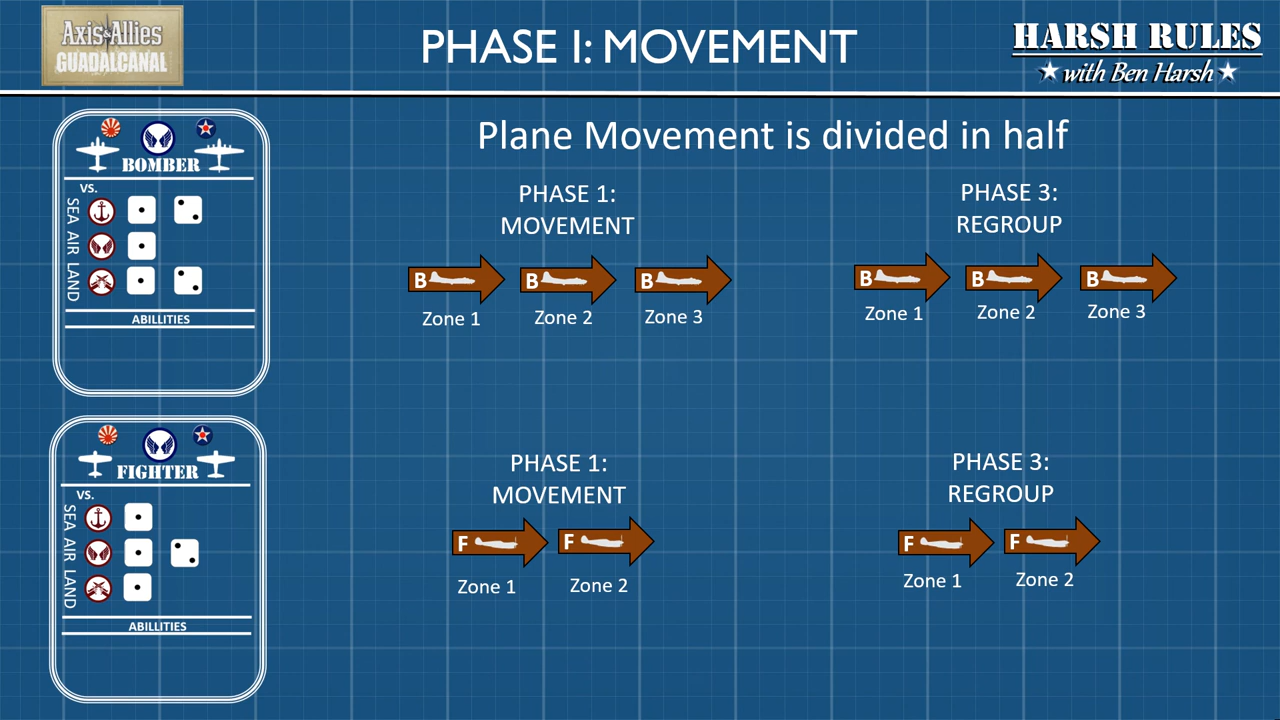 Axis & Allies
GUADALCANAL
PHASE I: MOVEMENT
HARSH RULES
with Ben Harsh
BOMBER
VS.
SEA
AIR
LAND
ABILLITIES
Plane Movement is divided in half
PHASE 1:
MOVEMENT
B
B
B
Zone 1
Zone 2
Zone 3
PHASE 3:
REGROUP
B
B
B
Zone 1
Zone 2
Zone 3
FIGHTER
VS.
SEA
AIR
LAND
ABILLITIES
PHASE 1:
MOVEMENT
F
F
Zone 1
Zone 2
PHASE 3:
REGROUP
F
F
Zone 1
Zone 2